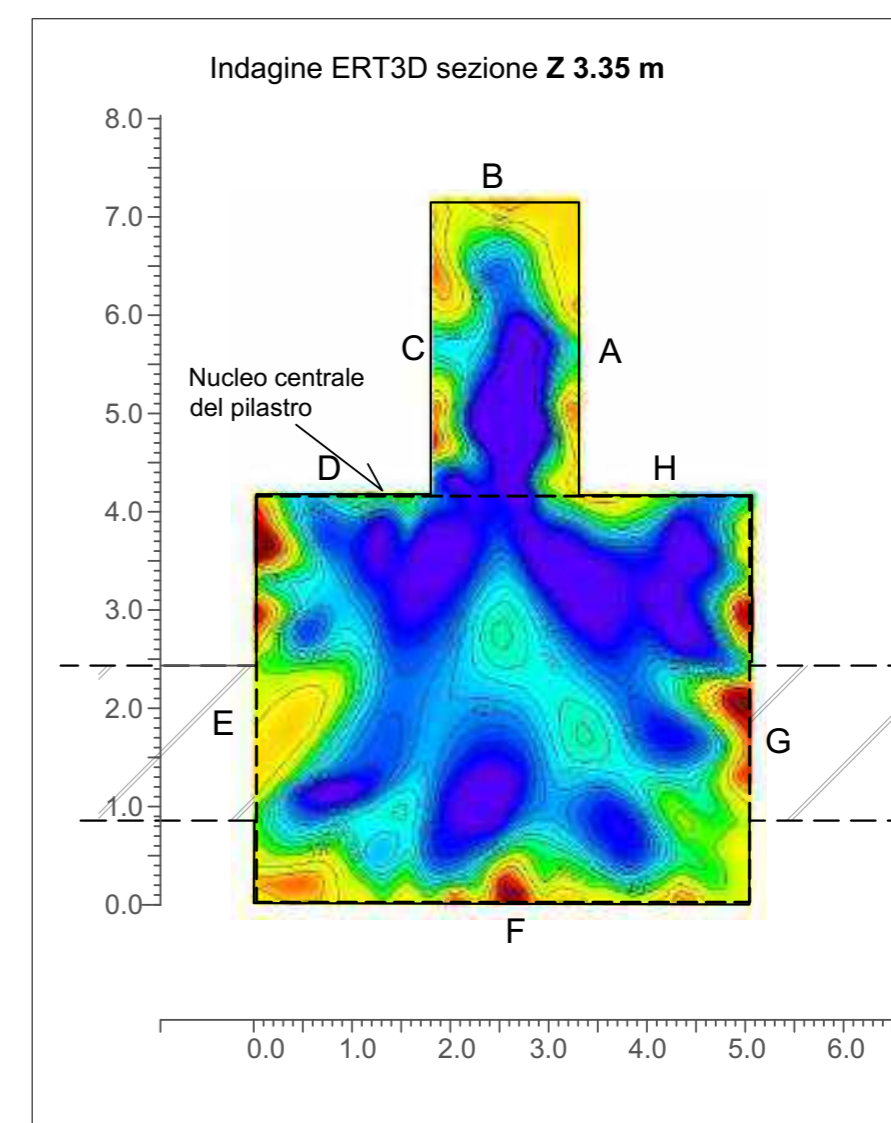 Indagine ERT3D sezione Z 3.35 m
8.0
B
7.0
6.0
C
A
Nucleo centrale
del pilastro
5.0
D
H
4.0
3.0
2.0
E
G
1.0
0.0
F
0.0 1.0 2.0 3.0 4.0 5.0 6.0